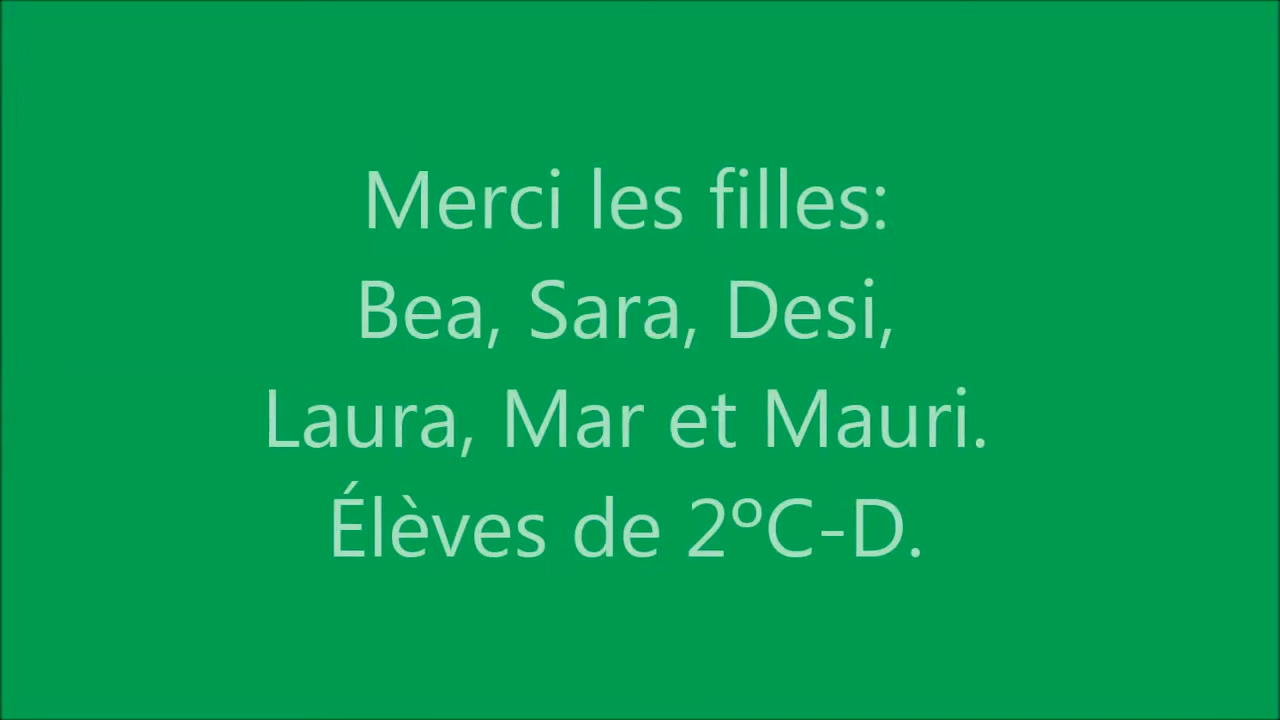 Merci les filles:
Bea, Sara, Desi,
Laura, Mar et Mauri.
Élèves de 2ºC-D.